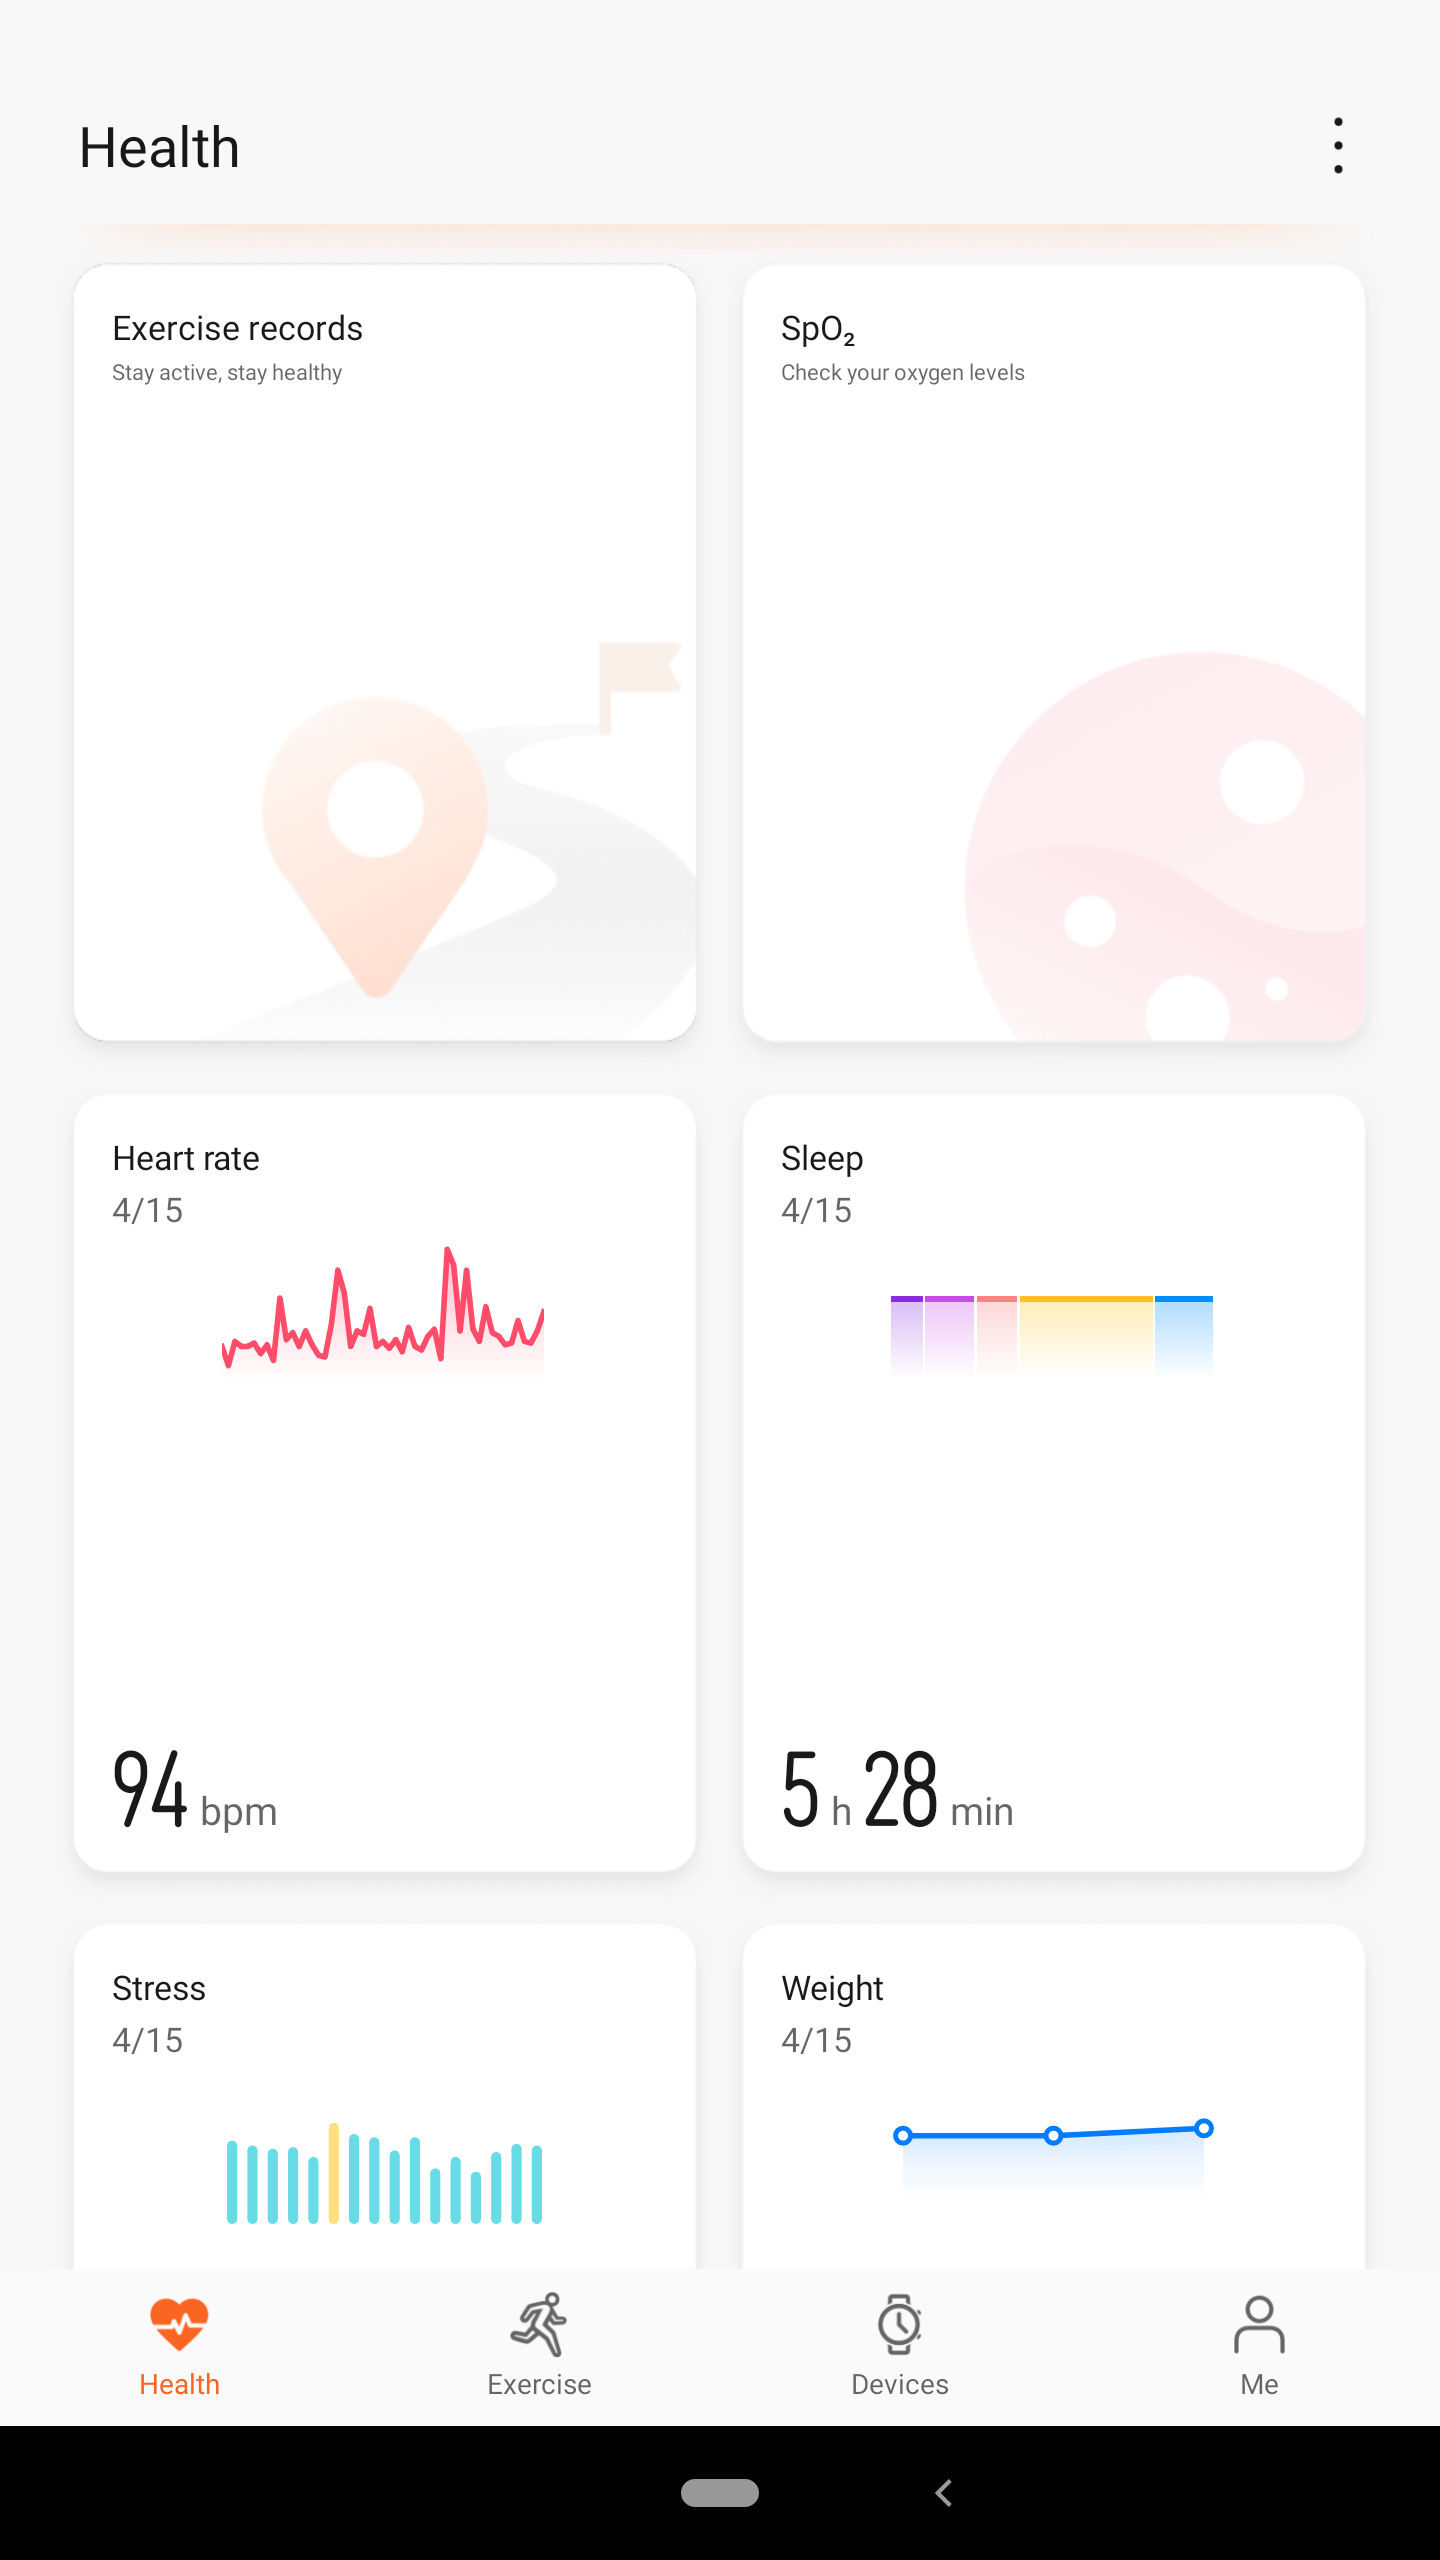 Health
Exercise records
Stay active, stay healthy
SpO₂
Check your oxygen levels
Heart rate
4/15
94 bpm
Sleep
4/15
5 h 28 min
Stress
4/15
Weight
4/15
Health
Exercise
Devices
Me